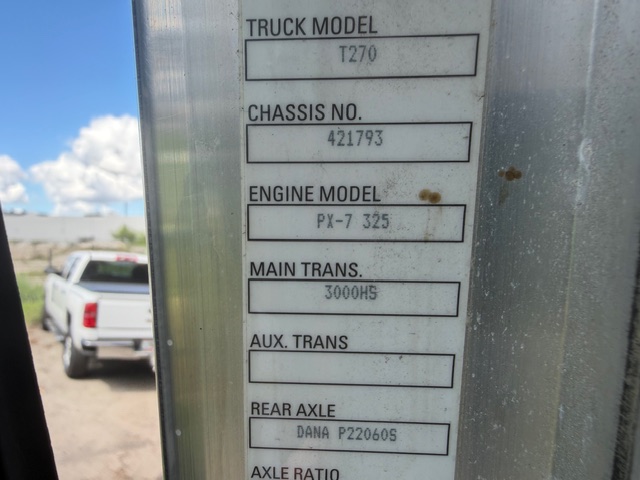 TRUCK MODEL
T270
CHASSIS NO.
421793
ENGINE MODEL
PX-7 325
MAIN TRANS.
3000HS
AUX. TRANS
REAR AXLE
DANA P22060S
AXLE RATIO